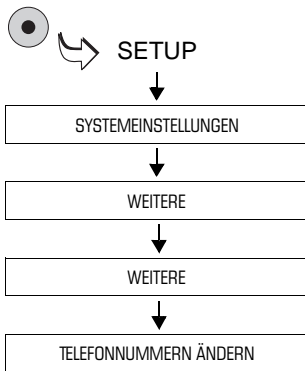 SETUP
SYSTEMEINSTELLUNGEN
WEITERE
WEITERE
TELEFONNUMMERN ÄNDERN